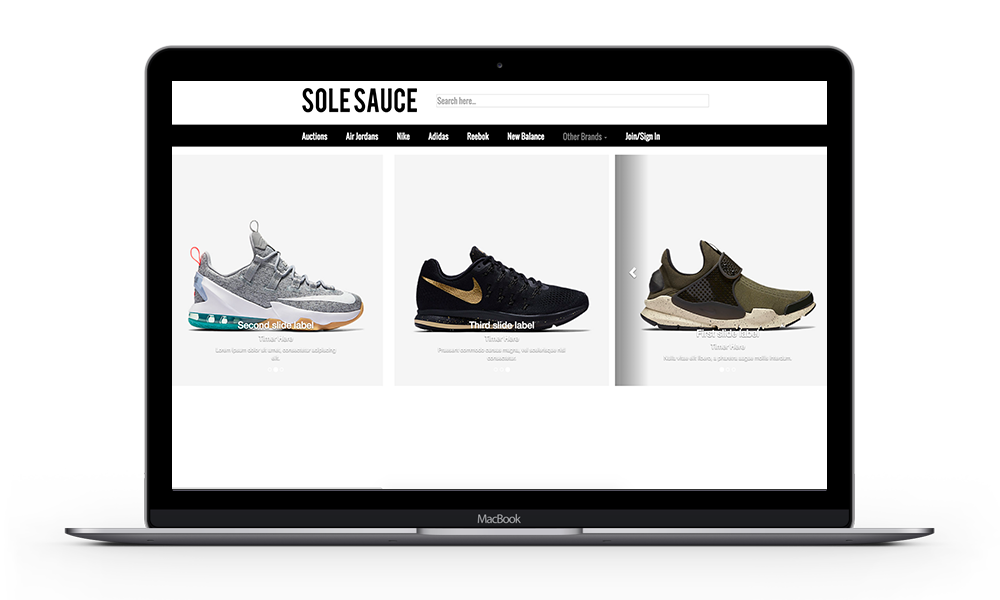 SOLE SAUCE
Search here...
Auctions Air Jordans Nike Adidas Reebok New Balance Other Brands Join/Sign In
Second slide label
Timer Here
Lorem ipsum dolor sit amet, consectetur adipiscing
elit.
Third slide label
Timer Here
Praesent commodo cursus magna, vel scelerisque nisl
consectetur.
First slide label
Timer Here
Nulla vitae elit libero, a pharetra augue mollis interdum.
MacBook